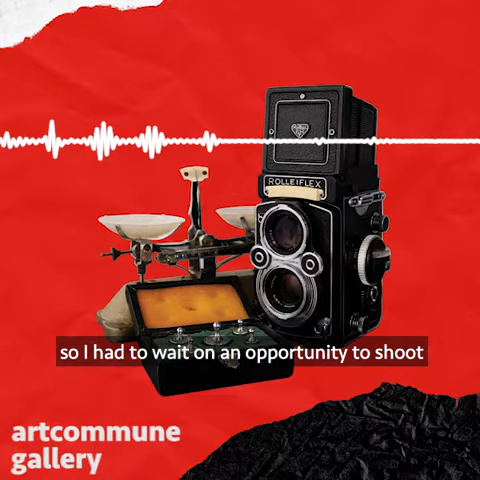 ROLLEIFLEX
so I had to wait on an opportunity to shoot
artcommune
gallery